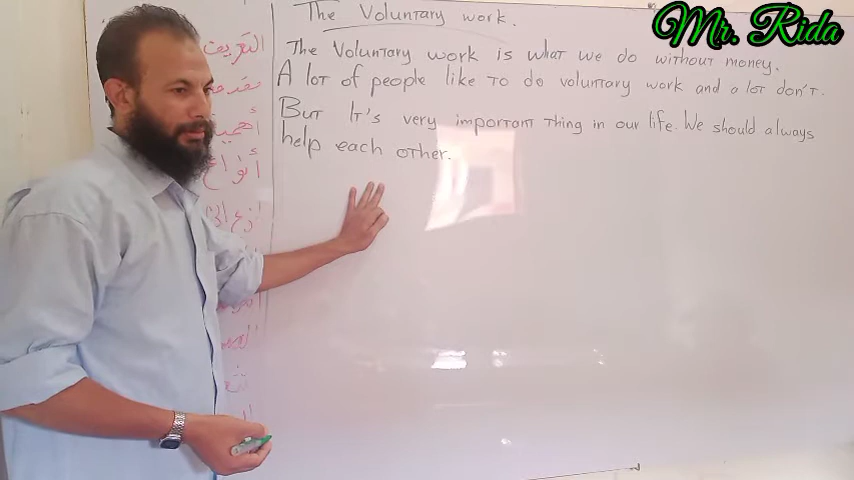 Mr. Rida
The Voluntary work.
The Voluntary work is what we do without money.
A lot of people like to do voluntary work and a lot don't.
But It's very important Thing in our life. We should always
help each other.
التعريف